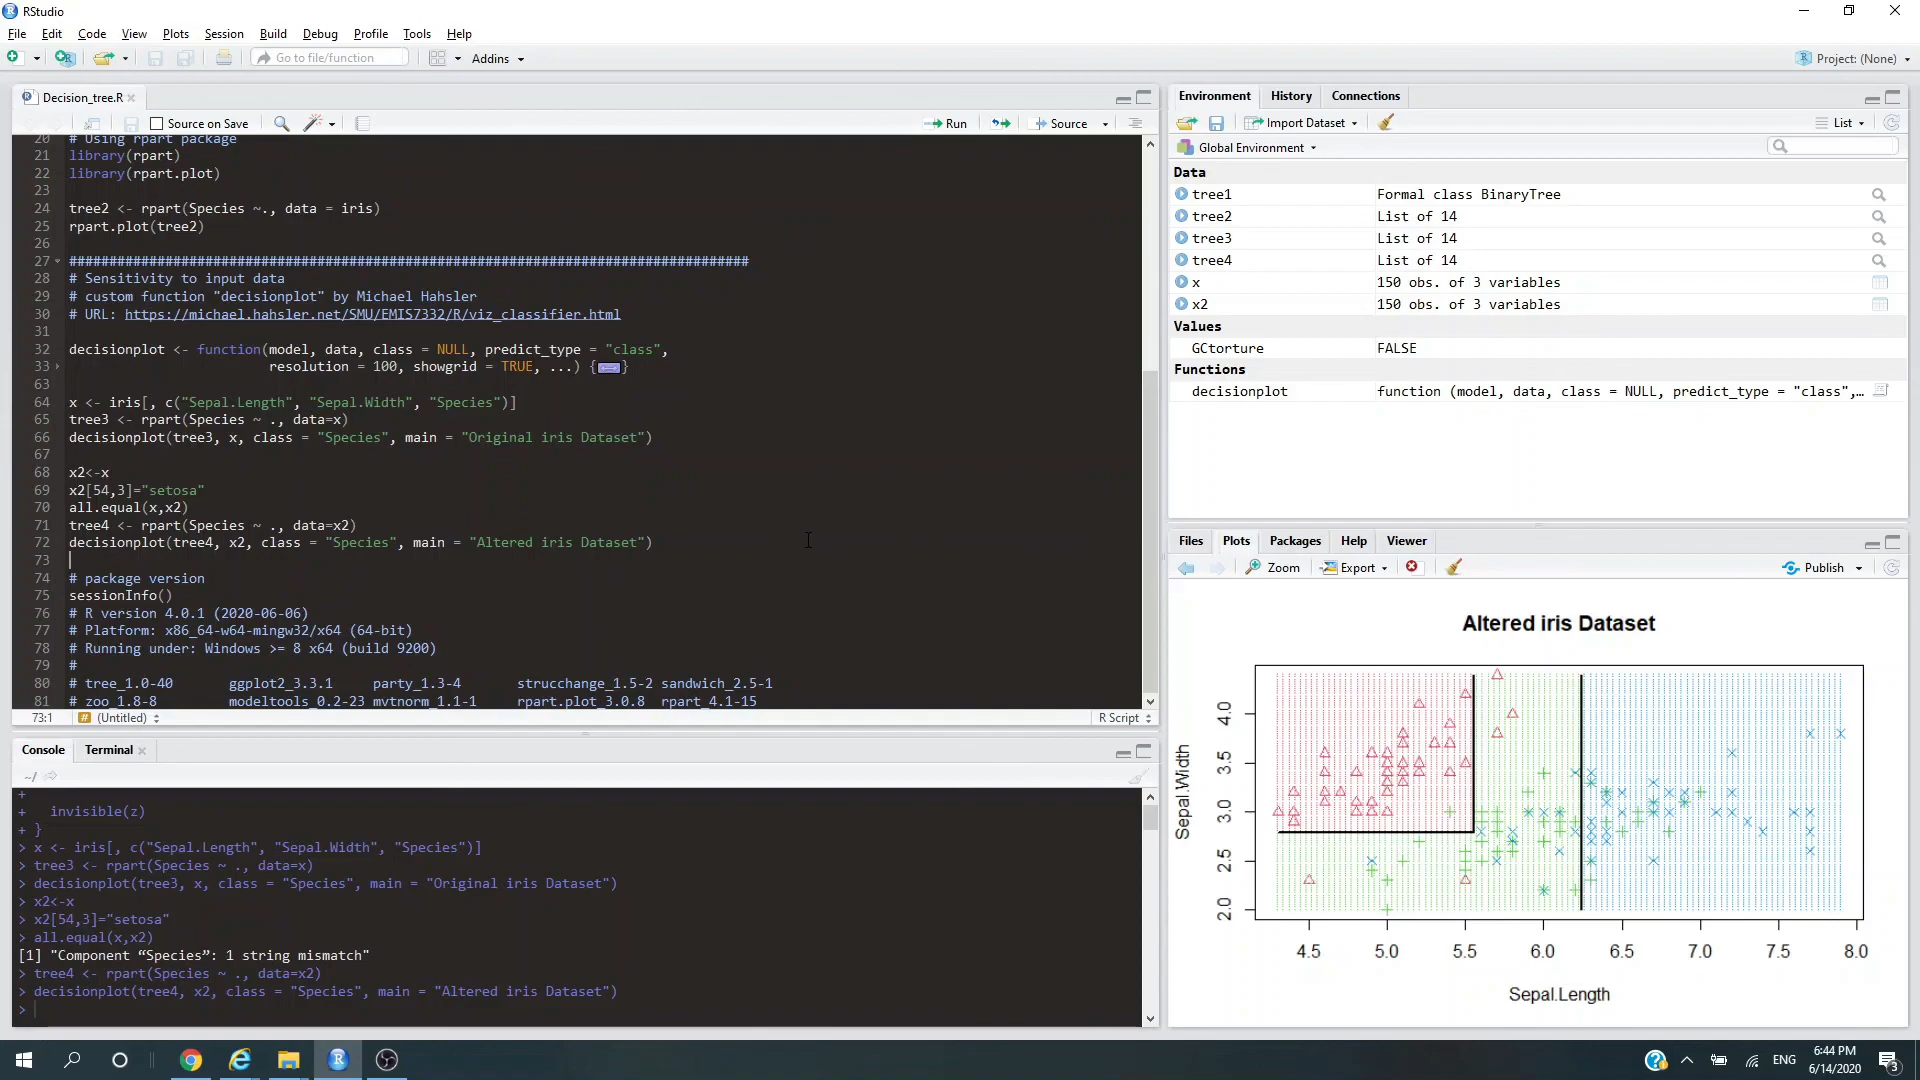 RStudio
File Edit Code View Plots Session Build Debug Profile Tools Help
Go to file/function
Addins
Project: (None)
Decision_tree.R
Source on Save
Run
Source
20 # Using rpart package
21 library(rpart)
22 library(rpart.plot)
23
24 tree2 <- rpart(Species ~., data = iris)
25 rpart.plot(tree2)
26
27 #####################################################################################
28 # Sensitivity to input data
29 # custom function "decisionplot" by Michael Hahsler
30 # URL: https://michael.hahsler.net/SMU/EMIS7332/R/viz_classifier.html
31
32 decisionplot <- function(model, data, class = NULL, predict_type = "class",
33 resolution = 100, showgrid = TRUE, ...) {
}
63
64 x <- iris[, c("Sepal.Length", "Sepal.Width", "Species")]
65 tree3 <- rpart(Species ~ ., data=x)
66 decisionplot(tree3, x, class = "Species", main = "Original iris Dataset")
67
68 x2<-x
69 x2[54,3]="setosa"
70 all.equal(x,x2)
71 tree4 <- rpart(Species ~ ., data=x2)
72 decisionplot(tree4, x2, class = "Species", main = "Altered iris Dataset")
73
74 # package version
75 sessionInfo()
76 # R version 4.0.1 (2020-06-06)
77 # Platform: x86_64-w64-mingw32/x64 (64-bit)
78 # Running under: Windows >= 8 x64 (build 9200)
79 #
80 # tree_1.0-40 ggplot2_3.3.1 party_1.3-4 strucchange_1.5-2 sandwich_2.5-1
81 # zoo_1.8-8 modeltools_0.2-23 mvtnorm_1.1-1 rpart.plot_3.0.8 rpart_4.1-15
73:1 # (Untitled)
R Script
Console Terminal
~/
+
+ invisible(z)
+ }
> x <- iris[, c("Sepal.Length", "Sepal.Width", "Species")]
> tree3 <- rpart(Species ~ ., data=x)
> decisionplot(tree3, x, class = "Species", main = "Original iris Dataset")
> x2<-x
> x2[54,3]="setosa"
> all.equal(x,x2)
[1] "Component “Species”: 1 string mismatch"
> tree4 <- rpart(Species ~ ., data=x2)
> decisionplot(tree4, x2, class = "Species", main = "Altered iris Dataset")
>
Environment History Connections
Import Dataset
List
Global Environment
Data
tree1 Formal class BinaryTree
tree2 List of 14
tree3 List of 14
tree4 List of 14
x 150 obs. of 3 variables
x2 150 obs. of 3 variables
Values
GCtorture FALSE
Functions
decisionplot function (model, data, class = NULL, predict_type = "class",…
Files Plots Packages Help Viewer
Zoom Export Publish
Altered iris Dataset
Sepal.Width
4.0
3.5
3.0
2.5
2.0
4.5 5.0 5.5 6.0 6.5 7.0 7.5 8.0
Sepal.Length
ENG
6:44 PM
6/14/2020
3